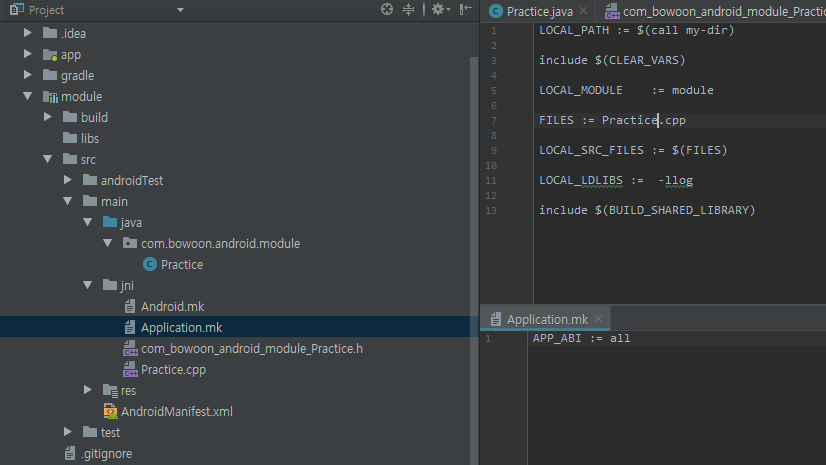 Project
.idea
app
gradle
module
build
libs
src
androidTest
main
java
com.bowoon.android.module
Practice
jni
Android.mk
Application.mk
com_bowoon_android_module_Practice.h
Practice.cpp
res
AndroidManifest.xml
test
.gitignore
Practice.java
com_bowoon_android_module_Practic
1 LOCAL_PATH := $(call my-dir)
2
3 include $(CLEAR_VARS)
4
5 LOCAL_MODULE    := module
6
7 FILES := Practice.cpp
8
9 LOCAL_SRC_FILES := $(FILES)
10
11 LOCAL_LDLIBS :=  -llog
12
13 include $(BUILD_SHARED_LIBRARY)
Application.mk
1 APP_ABI := all